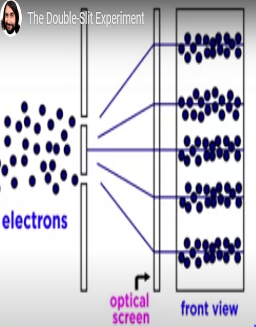 The Double-Slit Experiment
electrons
optical
screen
front view